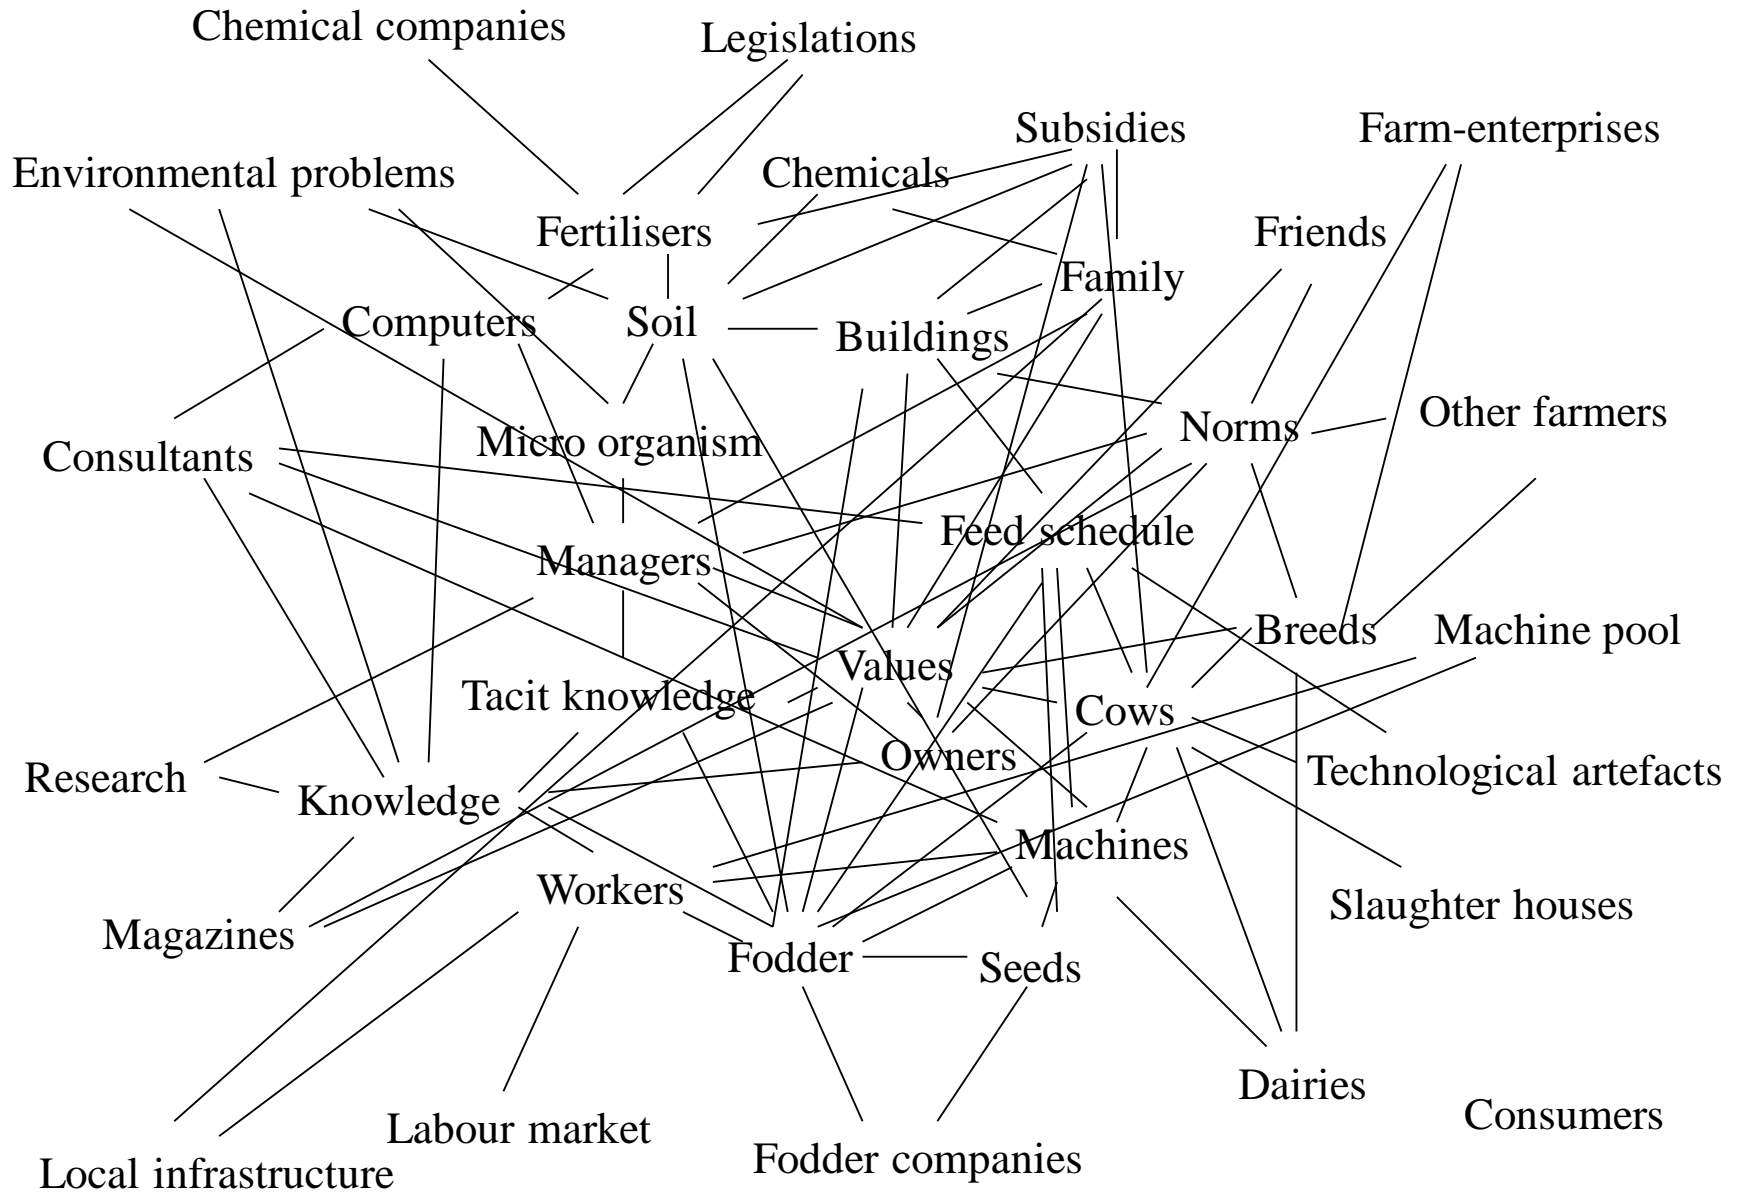 Chemical companies
Legislations
Subsidies
Farm-enterprises
Environmental problems
Chemicals
Fertilisers
Friends
Family
Computers
Soil
Buildings
Other farmers
Norms
Micro organism
Consultants
Feed schedule
Managers
Breeds
Machine pool
Values
Tacit knowledge
Cows
Owners
Technological artefacts
Research
Knowledge
Machines
Workers
Slaughter houses
Magazines
Fodder
Seeds
Dairies
Consumers
Labour market
Fodder companies
Local infrastructure